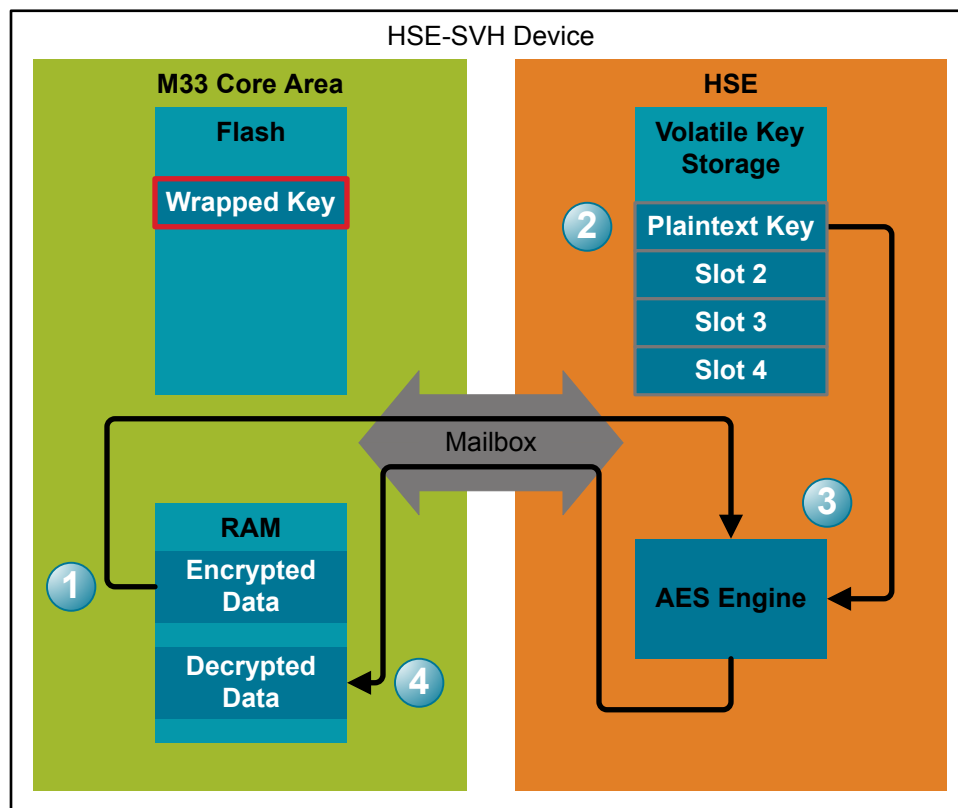 HSE-SVH Device
M33 Core Area
Flash
Wrapped Key
HSE
Volatile Key
Storage
2
Plaintext Key
Slot 2
Slot 3
Slot 4
Mailbox
3
RAM
1
Encrypted
Data
AES Engine
Decrypted
Data
4